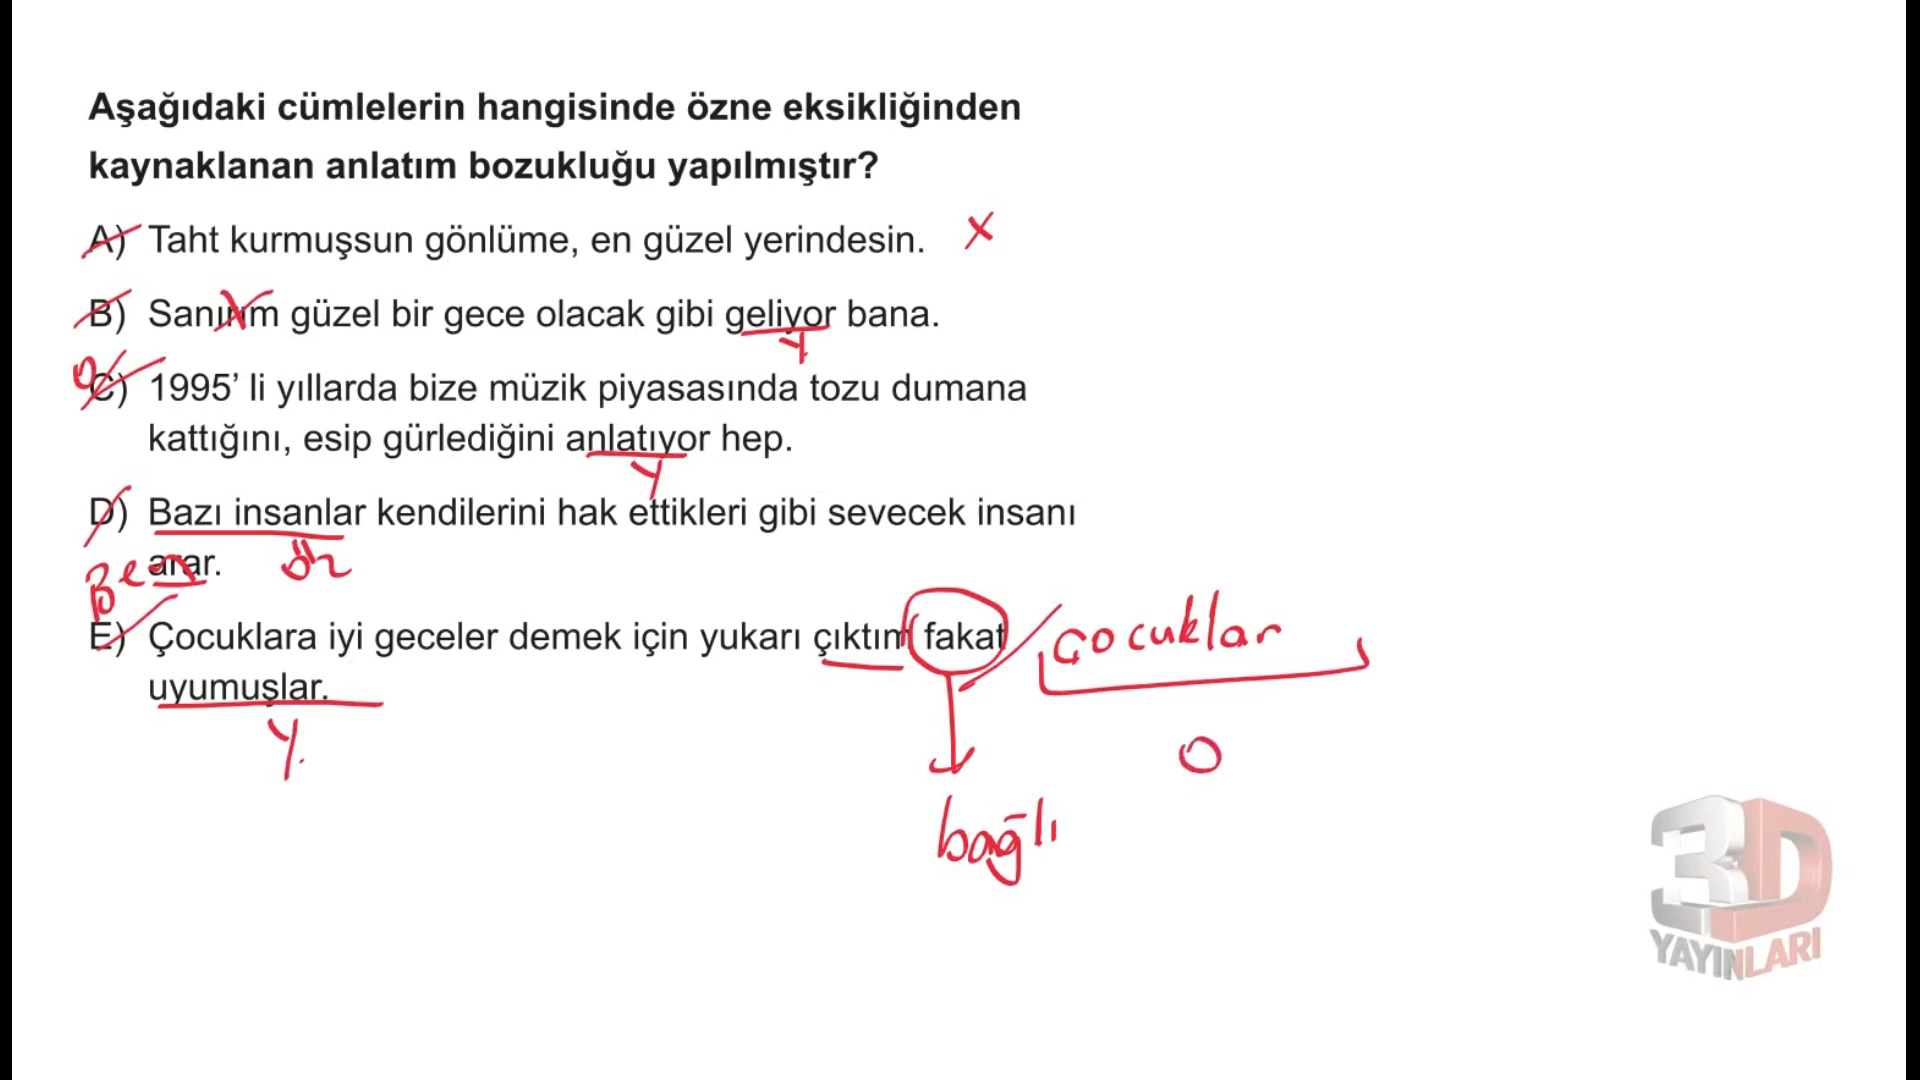 Aşağıdaki cümlelerin hangisinde özne eksikliğinden
kaynaklanan anlatım bozukluğu yapılmıştır?
A) Taht kurmuşsun gönlüme, en güzel yerindesin. X
B) Sanırım güzel bir gece olacak gibi geliyor bana.
Y
O
C) 1995’ li yıllarda bize müzik piyasasında tozu dumana
kattığını, esip gürlediğini anlatıyor hep.
Y
D) Bazı insanlar kendilerini hak ettikleri gibi sevecek insanı
arar. öz
Ben
E) Çocuklara iyi geceler demek için yukarı çıktım fakat çocuklar
uyumuşlar.
Y.
Ö
bağlı
3D
YAYINLARI